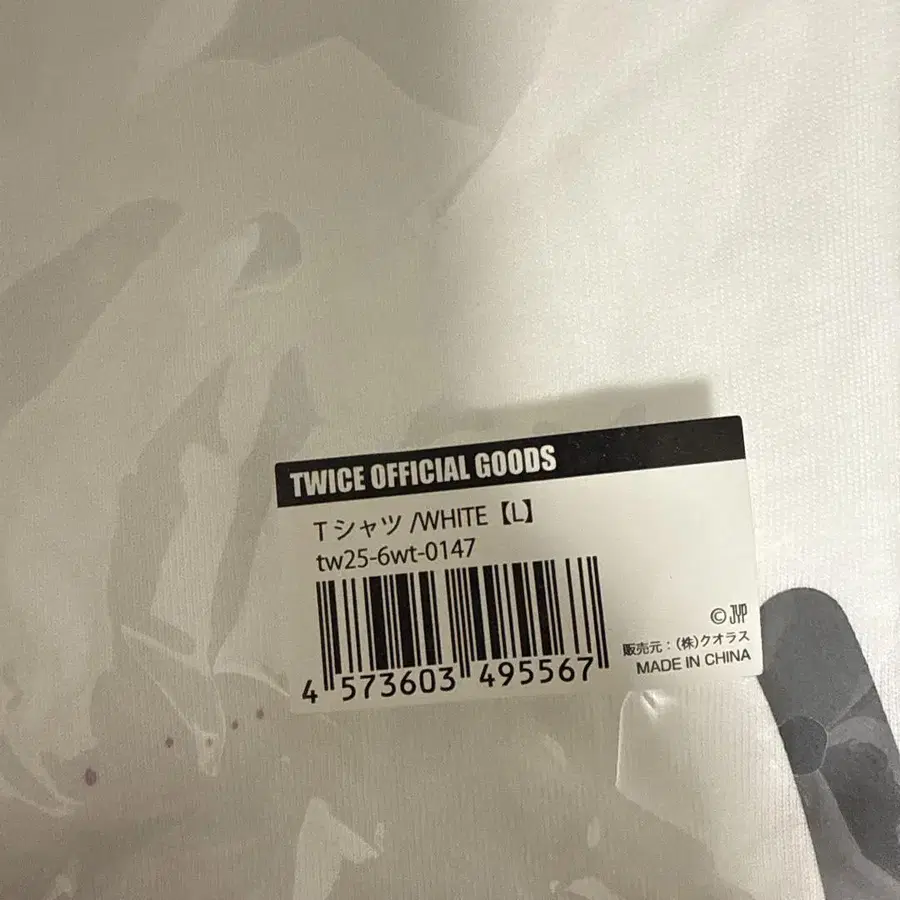 TWICE OFFICIAL GOODS
Tシャツ /WHITE【L】
tw25-6wt-0147
4 573603 495567
© JYP
販売元：(株)クオラス
MADE IN CHINA